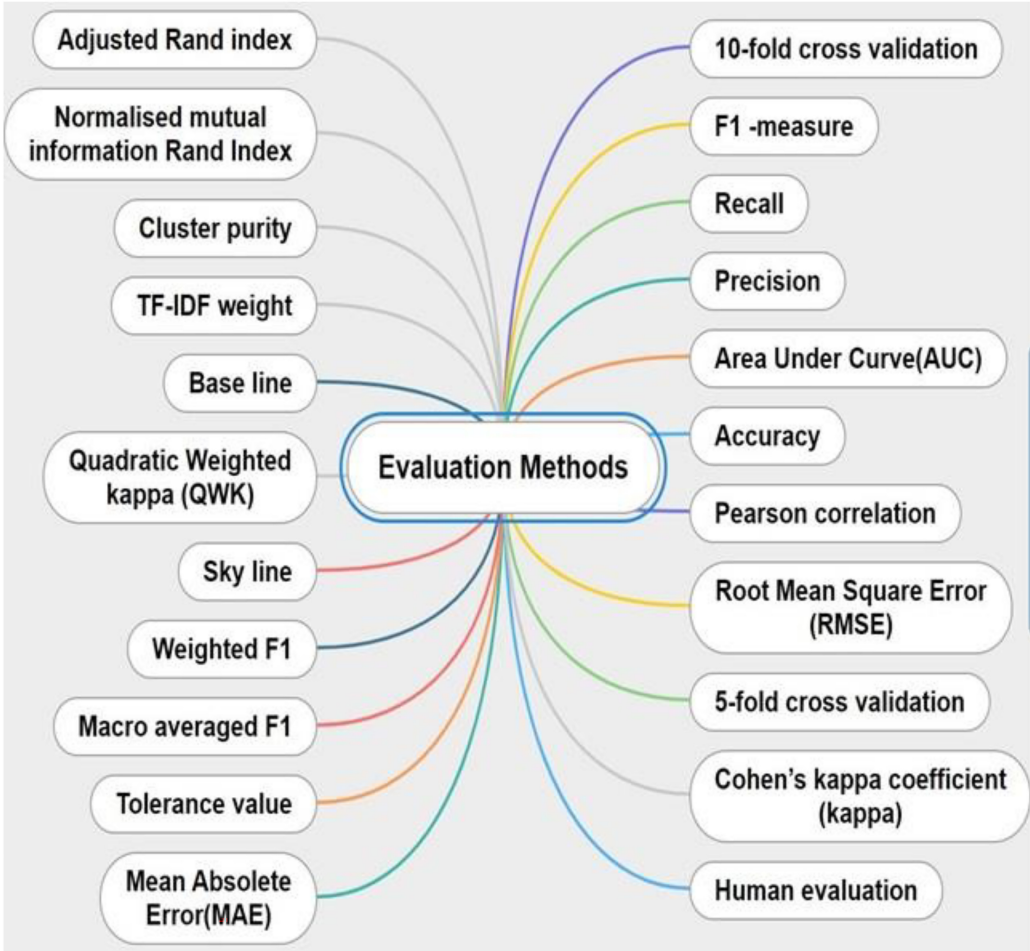 Adjusted Rand index
Normalised mutual
information Rand Index
Cluster purity
TF-IDF weight
Base line
Quadratic Weighted
kappa (QWK)
Sky line
Weighted F1
Macro averaged F1
Tolerance value
Mean Absolete
Error(MAE)
Evaluation Methods
10-fold cross validation
F1 -measure
Recall
Precision
Area Under Curve(AUC)
Accuracy
Pearson correlation
Root Mean Square Error
(RMSE)
5-fold cross validation
Cohen’s kappa coefficient
(kappa)
Human evaluation